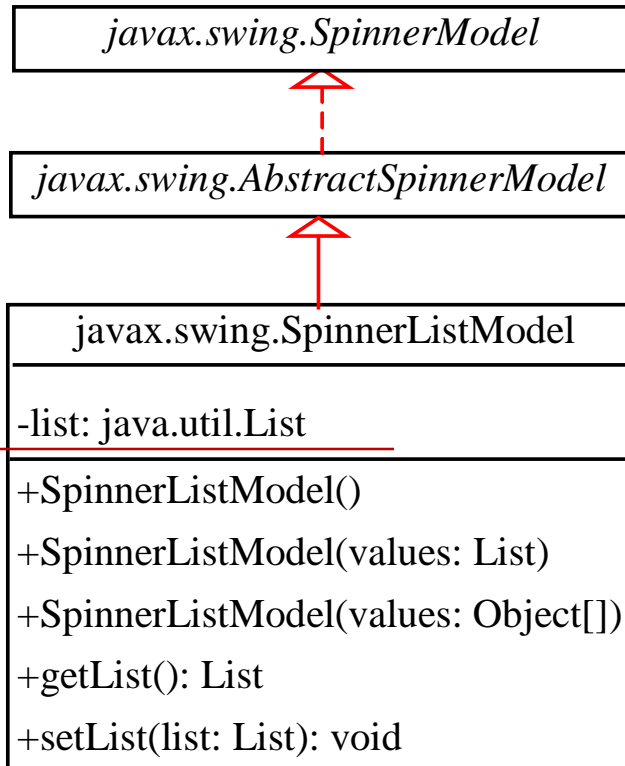 javax.swing.SpinnerModel
javax.swing.AbstractSpinnerModel
javax.swing.SpinnerListModel
-list: java.util.List
+SpinnerListModel()
+SpinnerListModel(values: List)
+SpinnerListModel(values: Object[])
+getList(): List
+setList(list: List): void